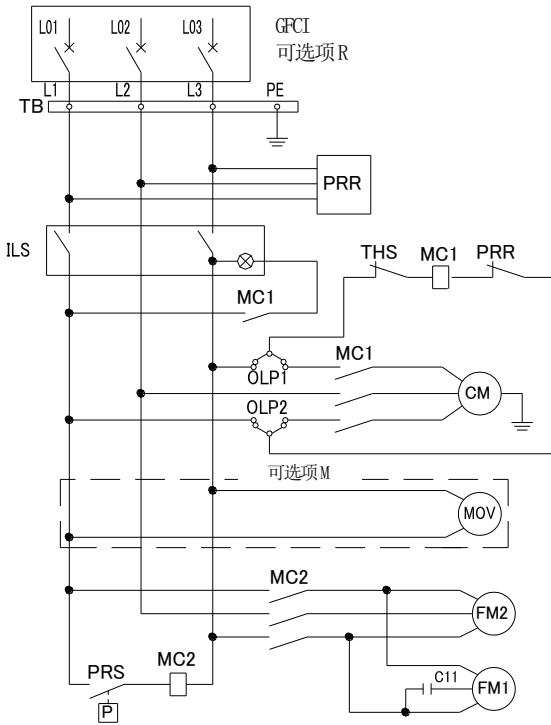 L01 L02 L03
GFCI
可选项R
L1 L2 L3 PE
TB
PRR
ILS
THS MC1 PRR
MC1
MC1
OLP1
CM
OLP2
可选项M
MOV
MC2
FM2
PRS MC2
C11
FM1
P